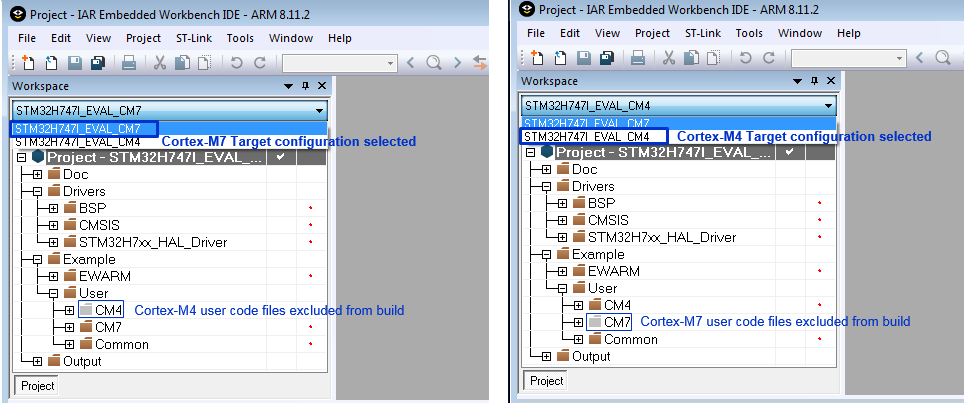 Project - IAR Embedded Workbench IDE - ARM 8.11.2
File Edit View Project ST-Link Tools Window Help
Workspace
STM32H747I_EVAL_CM7
STM32H747I_EVAL_CM7
STM32H747I_EVAL_CM4 Cortex-M7 Target configuration selected
Project - STM32H747I_EVAL_...
Doc
Drivers
BSP
CMSIS
STM32H7xx_HAL_Driver
Example
EWARM
User
CM4 Cortex-M4 user code files excluded from build
CM7
Common
Output
Project
Project - IAR Embedded Workbench IDE - ARM 8.11.2
File Edit View Project ST-Link Tools Window Help
Workspace
STM32H747I_EVAL_CM4
STM32H747I_EVAL_CM7
STM32H747I_EVAL_CM4 Cortex-M4 Target configuration selected
Project - STM32H747I_EVAL_...
Doc
Drivers
BSP
CMSIS
STM32H7xx_HAL_Driver
Example
EWARM
User
CM4
CM7 Cortex-M7 user code files excluded from build
Common
Output
Project